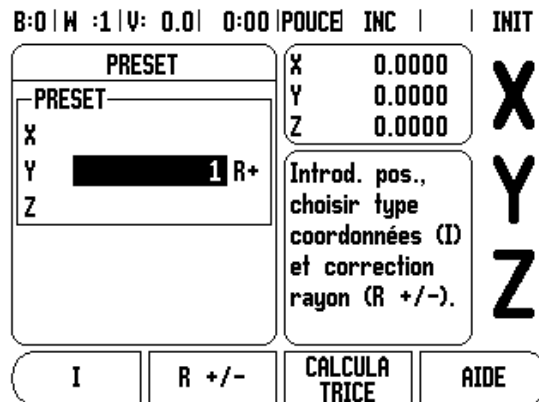 B:0 | W :1 | V: 0.0 | 0:00 | POUCE | INC | | INIT
PRESET
PRESET
X
Y 1 R+
Z
X 0.0000
Y 0.0000
Z 0.0000
Introd. pos.,
choisir type
coordonnées (I)
et correction
rayon (R +/-).
X
Y
Z
I
R +/-
CALCULA
TRICE
AIDE